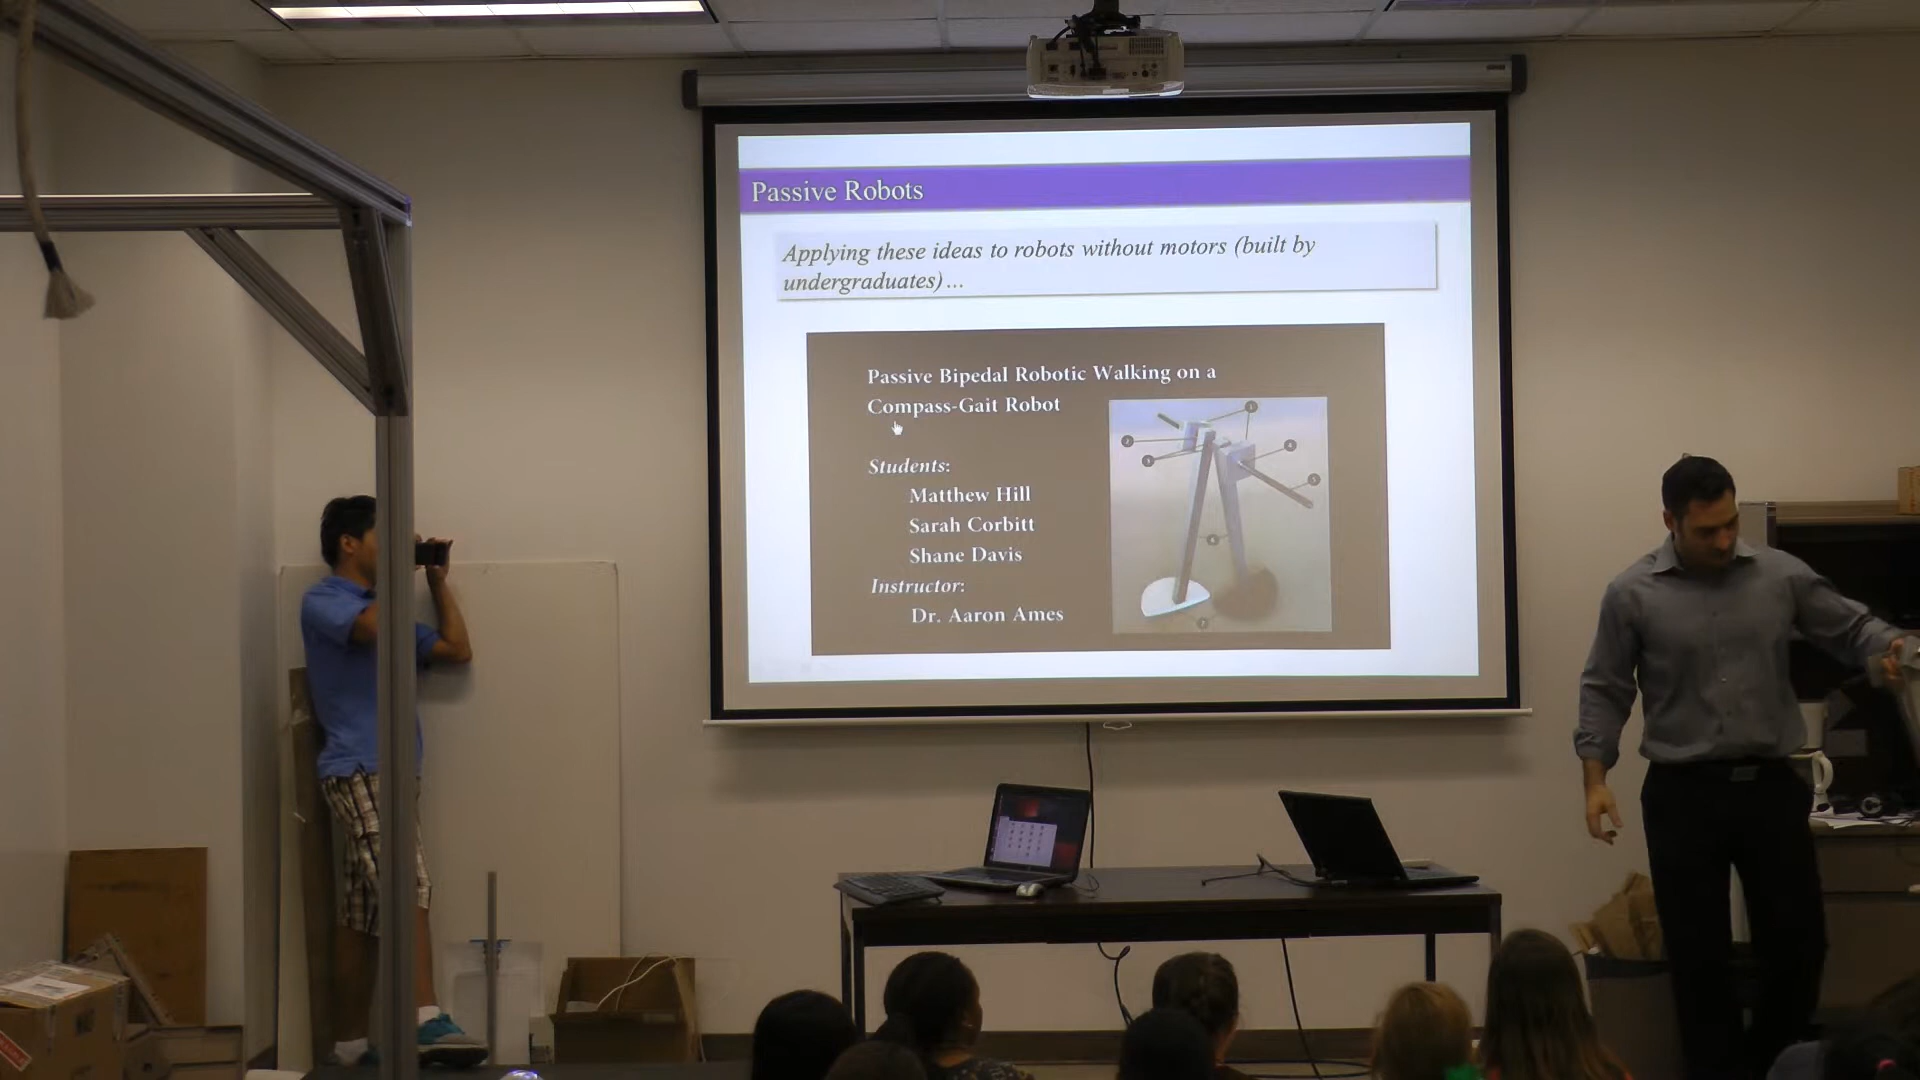 Passive Robots
Applying these ideas to robots without motors (built by
undergraduates)...
Passive Bipedal Robotic Walking on a
Compass-Gait Robot
Students:
Matthew Hill
Sarah Corbitt
Shane Davis
Instructor:
Dr. Aaron Ames